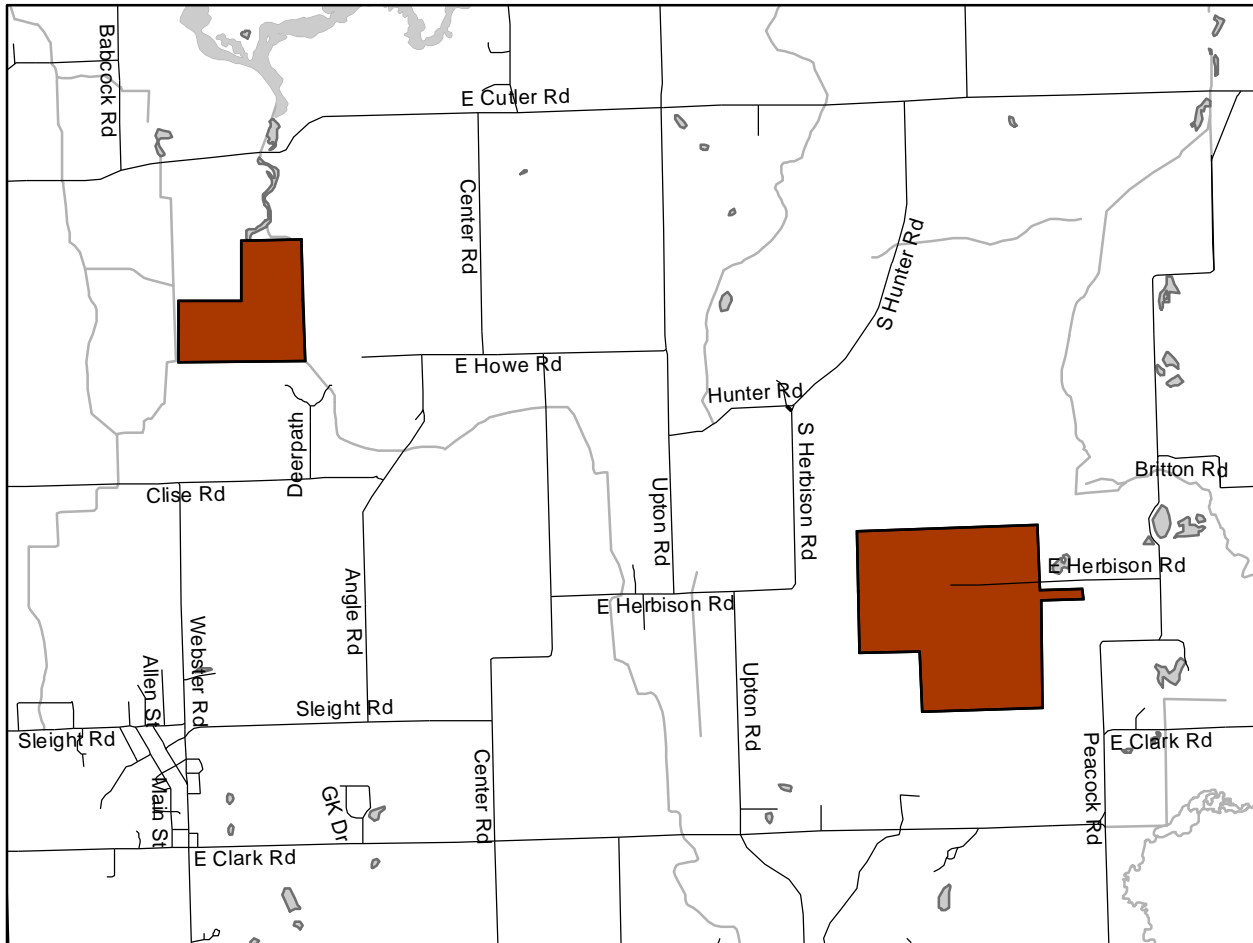 Babcock Rd
E Cutler Rd
Center Rd
S Hunter Rd
E Howe Rd
Hunter Rd
Deerpath
S Herbison Rd
Britton Rd
Clise Rd
Upton Rd
E Herbison Rd
Angle Rd
E Herbison Rd
Webster Rd
Allen St
Upton Rd
Sleight Rd
Sleight Rd
E Clark Rd
Peacock Rd
Center Rd
Main St
GK Dr
E Clark Rd